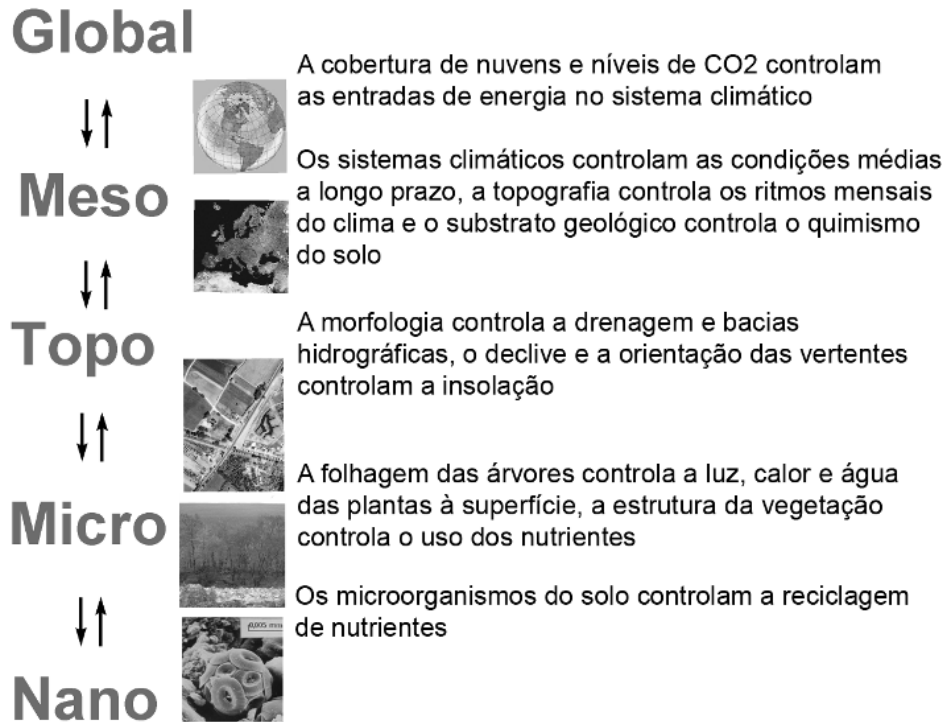 Global
A cobertura de nuvens e níveis de CO2 controlam
as entradas de energia no sistema climático
Meso
Os sistemas climáticos controlam as condições médias
a longo prazo, a topografia controla os ritmos mensais
do clima e o substrato geológico controla o quimismo
do solo
Topo
A morfologia controla a drenagem e bacias
hidrográficas, o declive e a orientação das vertentes
controlam a insolação
Micro
A folhagem das árvores controla a luz, calor e água
das plantas à superfície, a estrutura da vegetação
controla o uso dos nutrientes
Os microorganismos do solo controlam a reciclagem
de nutrientes
0,005 mm
Nano